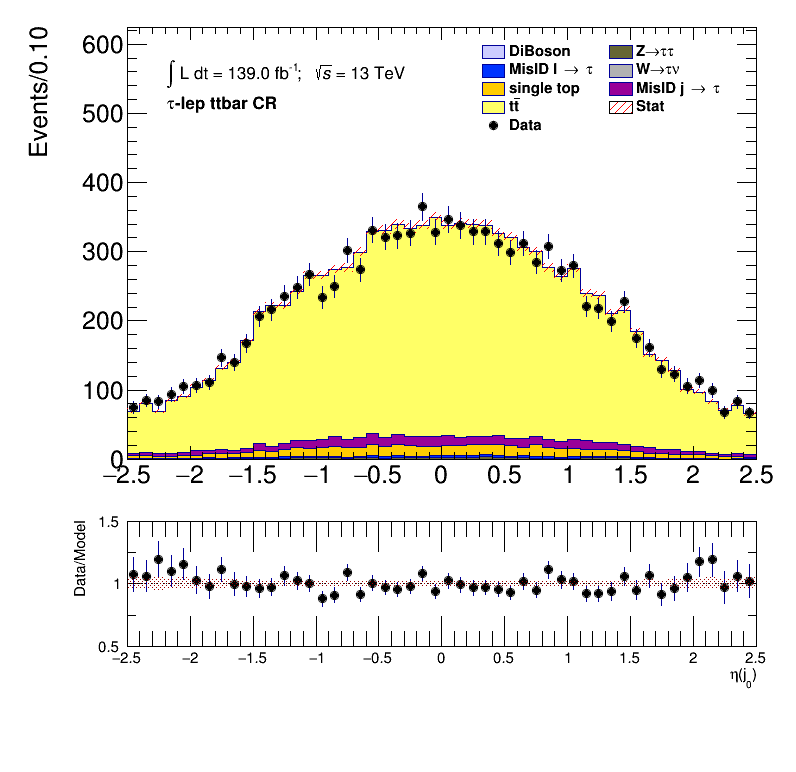 Events/0.10
600
500
400
300
200
100
0
∫ L dt = 139.0 fb⁻¹; √s = 13 TeV
τ-lep ttbar CR
DiBoson
MisID l → τ
single top
tt̄
Data
Z→ττ
W→τν
MisID j → τ
Stat
−2.5 −2 −1.5 −1 −0.5 0 0.5 1 1.5 2 2.5
Data/Model
1.5
1
0.5
−2.5 −2 −1.5 −1 −0.5 0 0.5 1 1.5 2 2.5
η(j₀)